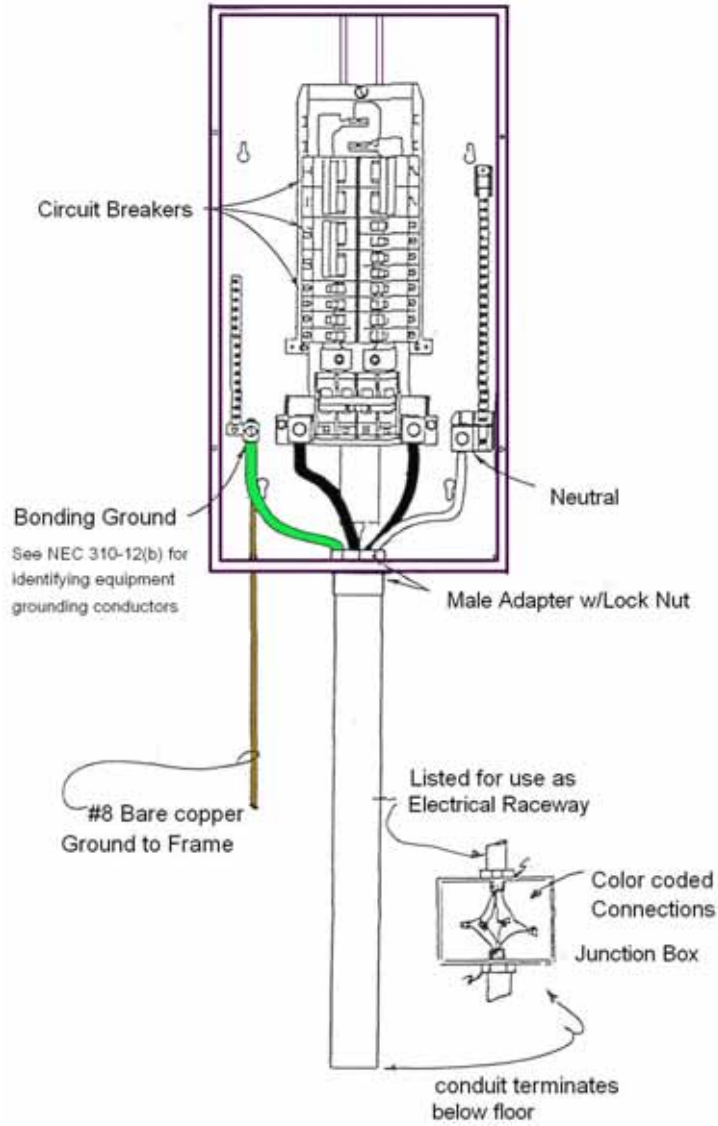 Circuit Breakers
Neutral
Bonding Ground
See NEC 310-12(b) for
identifying equipment
grounding conductors
Male Adapter w/Lock Nut
Listed for use as
Electrical Raceway
#8 Bare copper
Ground to Frame
Color coded
Connections
Junction Box
conduit terminates
below floor